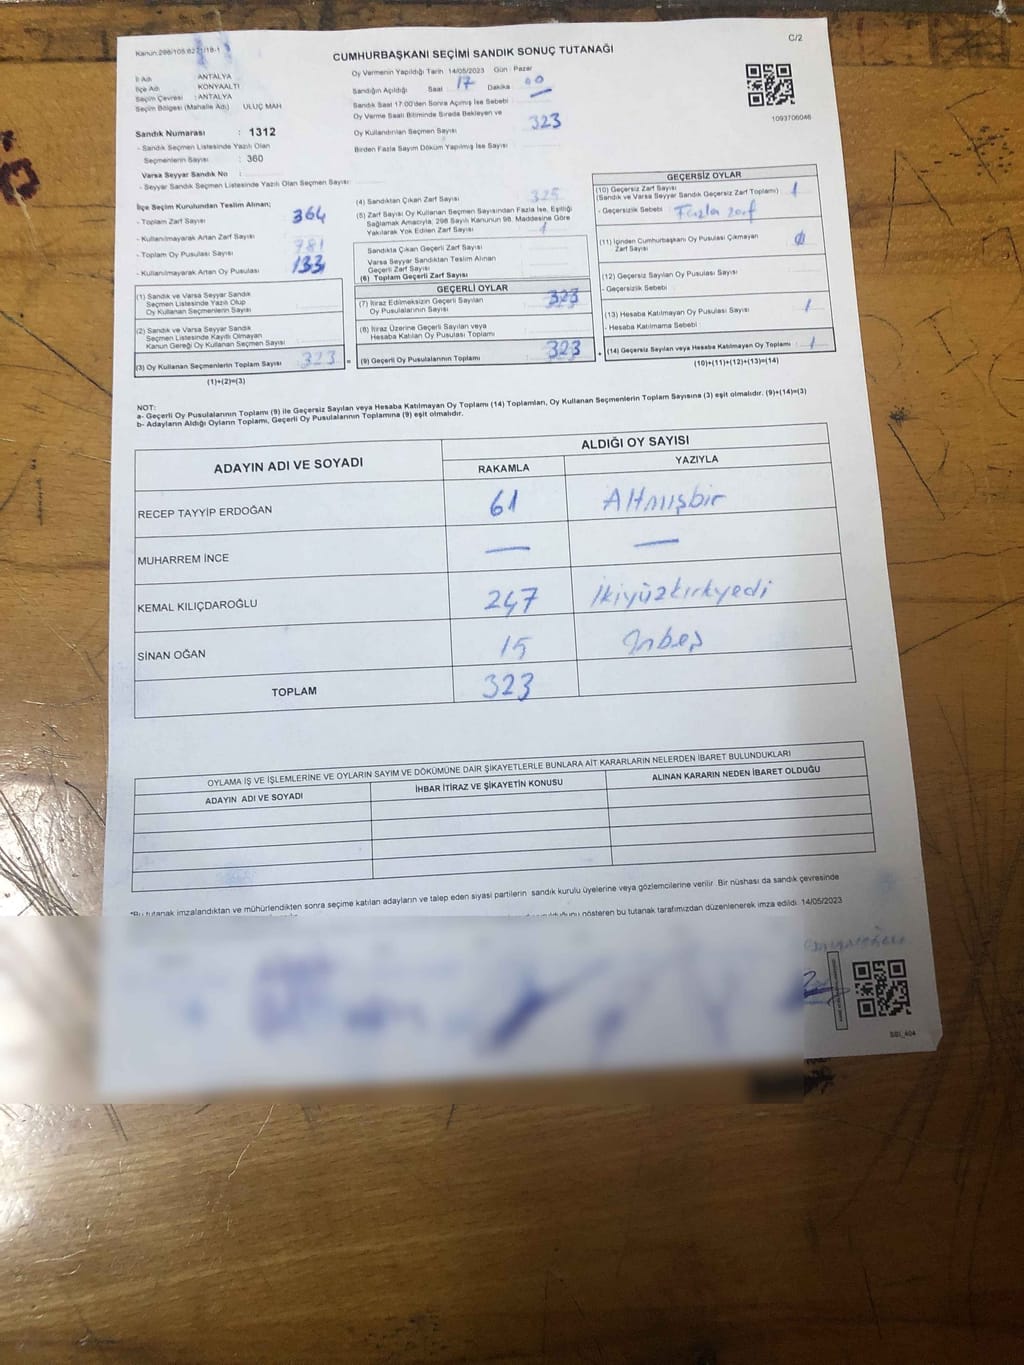 Kanun:298/105
C/2
CUMHURBAŞKANI SEÇİMİ SANDIK SONUÇ TUTANAĞI
İl Adı : ANTALYA
İlçe Adı : KONYAALTI
Seçim Çevresi : ANTALYA
Seçim Bölgesi (Mahalle Adı) ULUÇ MAH
Oy Vermenin Yapıldığı Tarih 14/05/2023 Gün : Pazar
Sandığın Açıldığı Saat 17 Dakika 00
Sandık Saat 17:00'den Sonra Açılmış İse Sebebi
Oy Verme Saati Bitiminde Sırada Bekleyen ve
Oy Kullandırılan Seçmen Sayısı 323
Birden Fazla Sayım Döküm Yapılmış İse Sayısı
1093706046
Sandık Numarası : 1312
- Sandık Seçmen Listesinde Yazılı Olan
Seçmenlerin Sayısı : 360
Varsa Seyyar Sandık No :
- Seyyar Sandık Seçmen Listesinde Yazılı Olan Seçmen Sayısı
İlçe Seçim Kurulundan Teslim Alınan;
- Toplam Zarf Sayısı 364
- Kullanılmayarak Artan Zarf Sayısı
- Toplam Oy Pusulası 781
- Kullanılmayarak Artan Oy Pusulası 133
(1) Sandık ve Varsa Seyyar Sandık
Seçmen Listesinde Yazılı Olup
Oy Kullanan Seçmenlerin Sayısı
(2) Sandık ve Varsa Seyyar Sandık
Seçmen Listesinde Kayıtlı Olmayan
Kanun Gereği Oy Kullanan Seçmen Sayısı
(3) Oy Kullanan Seçmenlerin Toplam Sayısı 323
(1)+(2)=(3)
(4) Sandıktan Çıkan Zarf Sayısı 325
(5) Zarf Sayısı Oy Kullanan Seçmen Sayısından Fazla İse, Eşitliği
Sağlamak Amacıyla, 298 Sayılı Kanunun 98. Maddesine Göre
Yakılarak Yok Edilen Zarf Sayısı 1
Sandıkta Çıkan Geçerli Zarf Sayısı
Varsa Seyyar Sandıktan Teslim Alınan
Geçerli Zarf Sayısı
(6) Toplam Geçerli Zarf Sayısı
GEÇERLİ OYLAR
(7) İtiraz Edilmeksizin Geçerli Sayılan
Oy Pusulasının Sayısı 323
(8) İtiraz Üzerine Geçerli Sayılan veya
Hesaba Katılan Oy Pusulası Toplamı
(9) Geçerli Oy Pusulalarının Toplamı 323
GEÇERSİZ OYLAR
(10) Geçersiz Zarf Sayısı
(Sandık ve Varsa Seyyar Sandık Geçersiz Zarf Toplamı) 1
- Geçersizlik Sebebi : Fazla zarf
(11) İçinden Cumhurbaşkanı Oy Pusulası Çıkmayan
Zarf Sayısı
(12) Geçersiz Sayılan Oy Pusulası Sayısı
- Geçersizlik Sebebi
(13) Hesaba Katılmayan Oy Pusulası Sayısı 1
- Hesaba Katılmama Sebebi
(14) Geçersiz Sayılan veya Hesaba Katılmayan Oy Toplamı 1
(10)+(11)+(12)+(13)=(14)
NOT:
a- Geçerli Oy Pusulalarının Toplamı (9) ile Geçersiz Sayılan veya Hesaba Katılmayan Oy Toplamı (14) Toplamları, Oy Kullanan Seçmenlerin Toplam Sayısına (3) eşit olmalıdır. (9)+(14)=(3)
b- Adayların Aldığı Oyların Toplamı, Geçerli Oy Pusulalarının Toplamına (9) eşit olmalıdır.
ADAYIN ADI VE SOYADI
ALDIĞI OY SAYISI
RAKAMLA YAZIYLA
RECEP TAYYİP ERDOĞAN 61 Altmışbir
MUHARREM İNCE — —
KEMAL KILIÇDAROĞLU 247 İkiyüzkırkyedi
SİNAN OĞAN 15 Onbeş
TOPLAM 323
OYLAMA İŞ VE İŞLEMLERİNE VE OYLARIN SAYIM VE DÖKÜMÜNE DAİR ŞİKAYETLERLE BUNLARA AİT KARARLARIN NELERDEN İBARET BULUNDUKLARI
ADAYIN ADI VE SOYADI İHBAR İTİRAZ VE ŞİKAYETİN KONUSU ALINAN KARARIN NEDEN İBARET OLDUĞU
*Bu tutanak imzalandıktan ve mühürlendikten sonra seçime katılan adayların ve talep eden siyasi partilerin sandık kurulu üyelerine veya gözlemcilerine verilir. Bir nüshası da sandık çevresinde
gösteren bu tutanak tarafımızdan düzenlenerek imza edildi. 14/05/2023